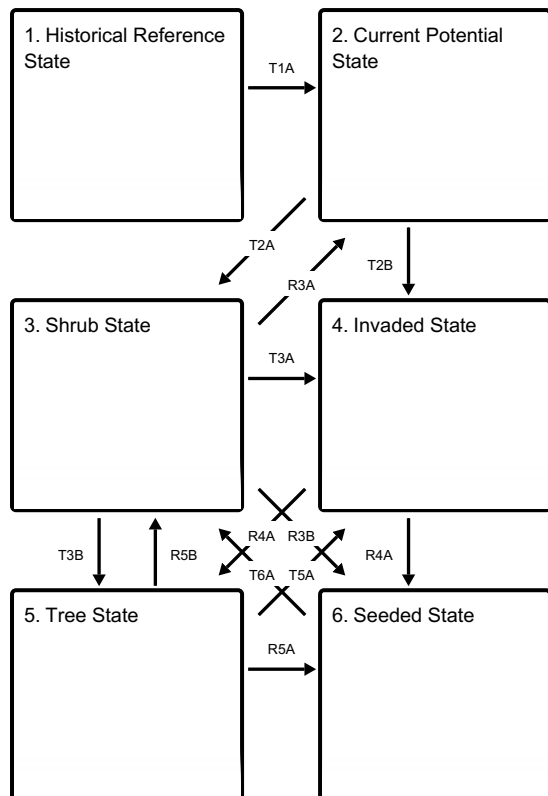 1. Historical Reference
State
2. Current Potential
State
T1A
T2A
R3A
T2B
3. Shrub State
4. Invaded State
T3A
T3B
R5B
R4A
R3B
T6A
T5A
R4A
5. Tree State
6. Seeded State
R5A